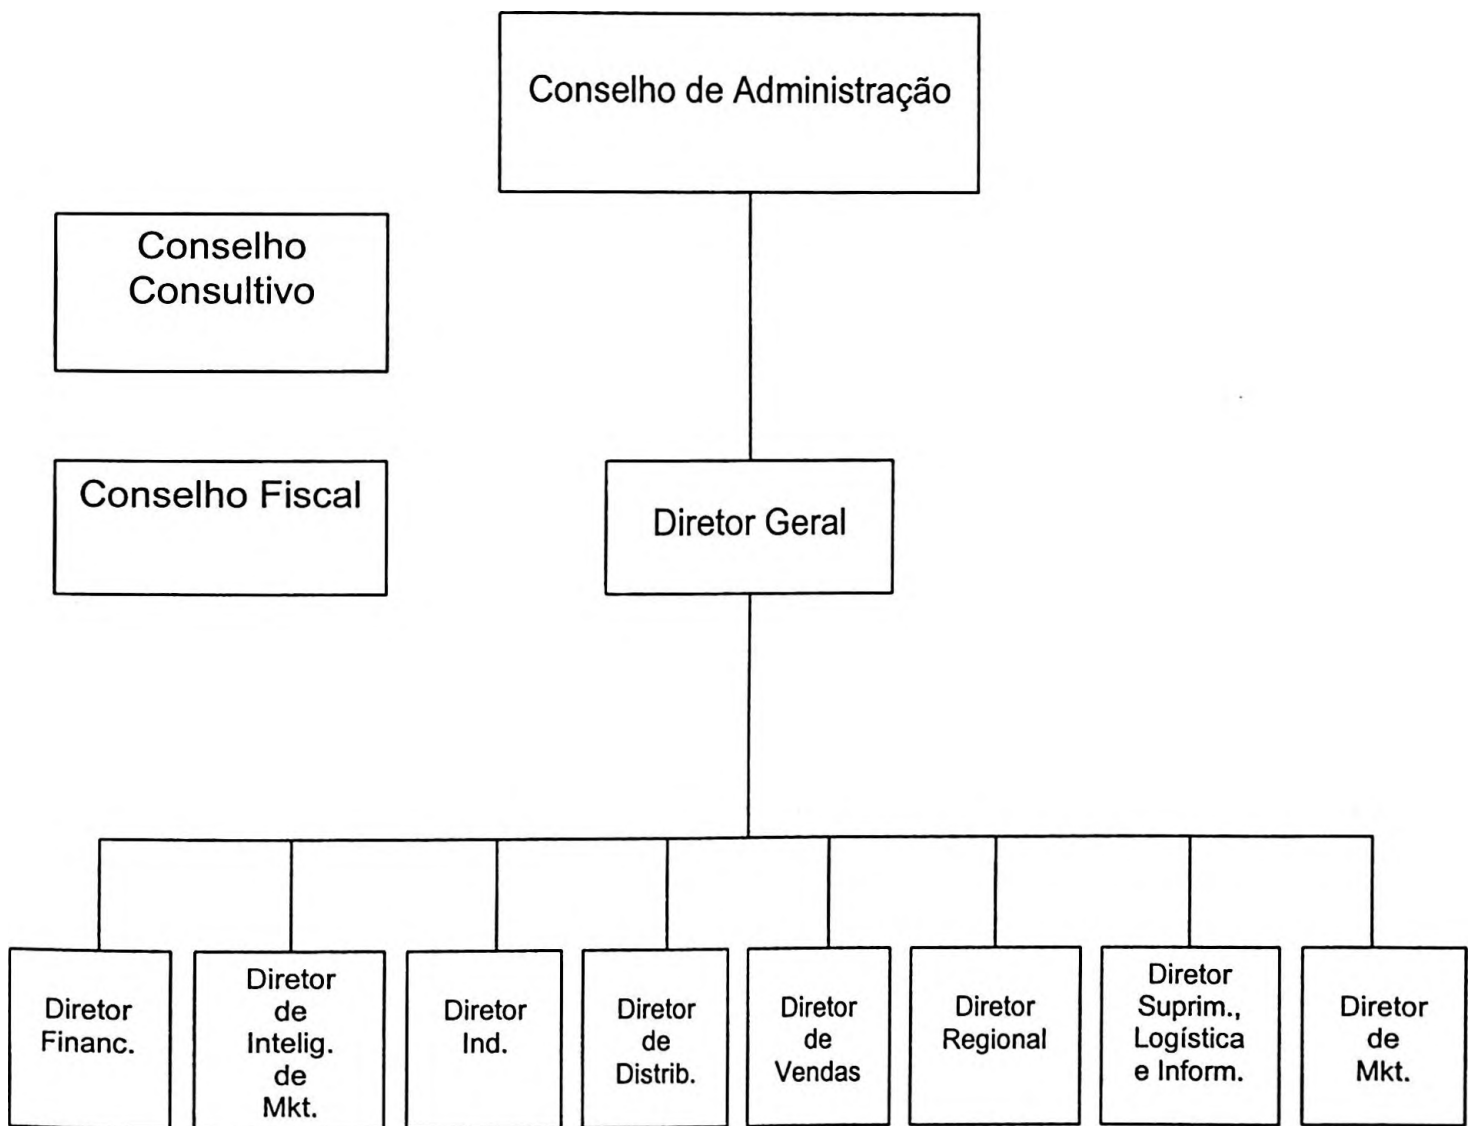 Conselho de Administração
Conselho
Consultivo
Conselho Fiscal
Diretor Geral
Diretor
Financ.
Diretor
de
Intelig.
de
Mkt.
Diretor
Ind.
Diretor
de
Distrib.
Diretor
de
Vendas
Diretor
Regional
Diretor
Suprim.,
Logística
e Inform.
Diretor
de
Mkt.